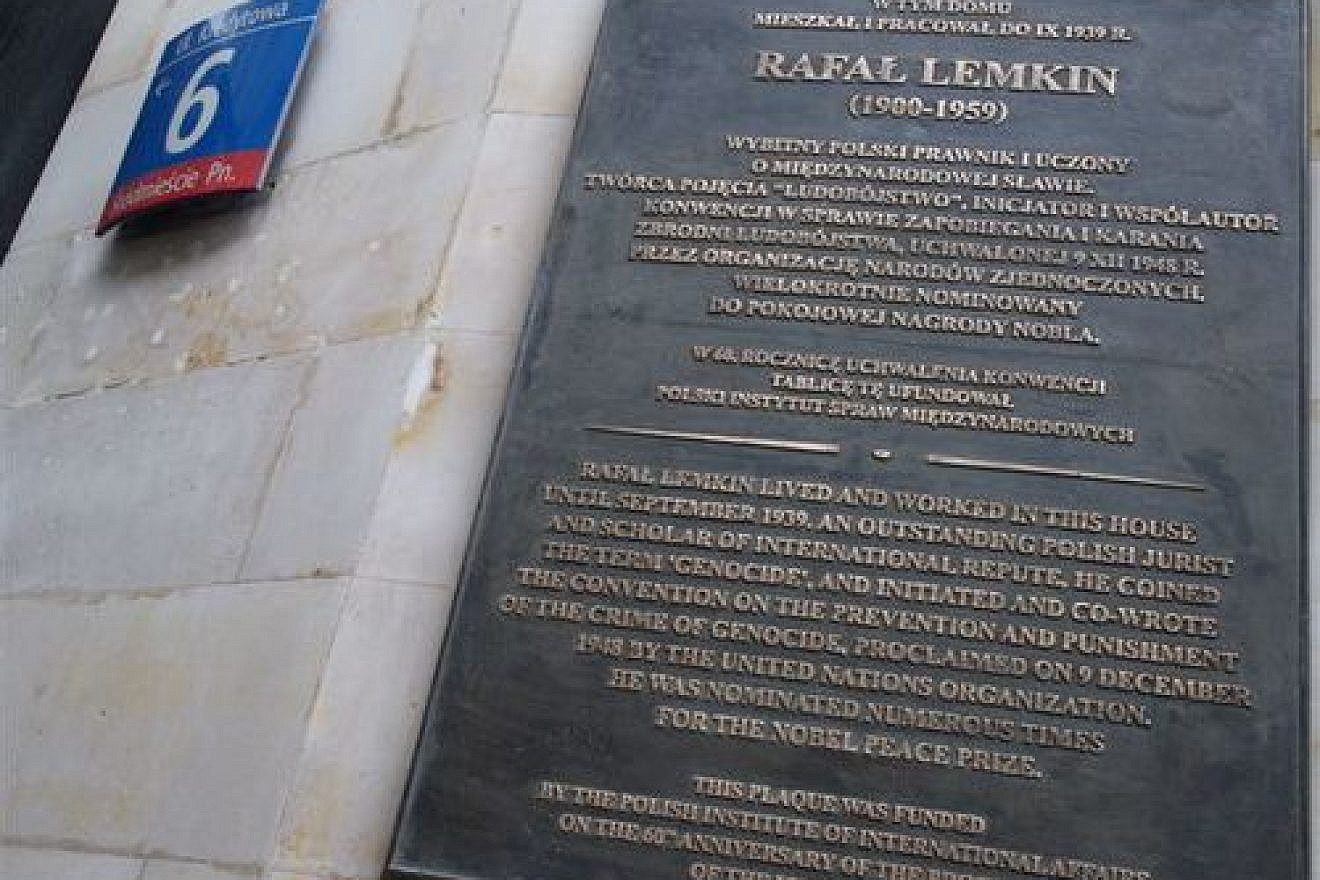 6
Pn.
W TYM DOMU
MIESZKAŁ I PRACOWAŁ DO IX 1939 R.
RAFAŁ LEMKIN
(1900-1959)
WYBITNY POLSKI PRAWNIK I UCZONY
O MIĘDZYNARODOWEJ SŁAWIE.
TWÓRCA POJĘCIA "LUDOBÓJSTWO", INICJATOR I WSPÓŁAUTOR
KONWENCJI W SPRAWIE ZAPOBIEGANIA I KARANIA
ZBRODNI LUDOBÓJSTWA, UCHWALONEJ 9 XII 1948 R.
PRZEZ ORGANIZACJĘ NARODÓW ZJEDNOCZONYCH,
WIELOKROTNIE NOMINOWANY
DO POKOJOWEJ NAGRODY NOBLA.
W 60. ROCZNICĘ UCHWALENIA KONWENCJI
TABLICĘ TĘ UFUNDOWAŁ
POLSKI INSTYTUT SPRAW MIĘDZYNARODOWYCH
RAFAŁ LEMKIN LIVED AND WORKED IN THIS HOUSE
UNTIL SEPTEMBER 1939. AN OUTSTANDING POLISH JURIST
AND SCHOLAR OF INTERNATIONAL REPUTE, HE COINED
THE TERM 'GENOCIDE', AND INITIATED AND CO-WROTE
THE CONVENTION ON THE PREVENTION AND PUNISHMENT
OF THE CRIME OF GENOCIDE, PROCLAIMED ON 9 DECEMBER
1948 BY THE UNITED NATIONS ORGANIZATION.
HE WAS NOMINATED NUMEROUS TIMES
FOR THE NOBEL PEACE PRIZE.
THIS PLAQUE WAS FUNDED
BY THE POLISH INSTITUTE OF INTERNATIONAL AFFAIRS
ON THE 60TH ANNIVERSARY OF THE
OF THE